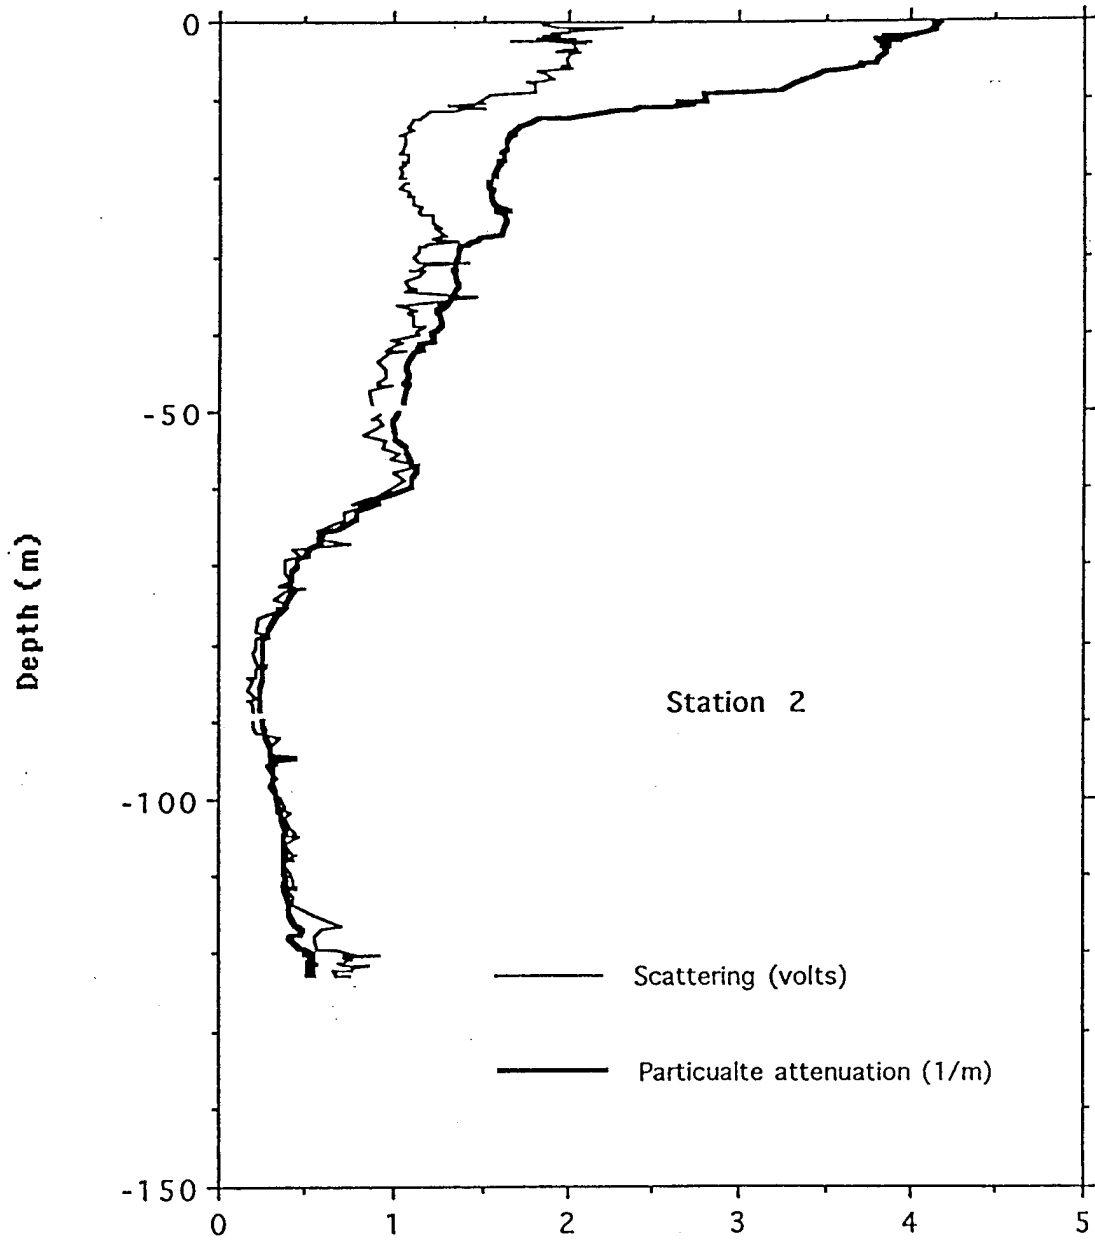 0
-50
-100
-150
Depth (m)
Station 2
Scattering (volts)
Particualte attenuation (1/m)
0 1 2 3 4 5